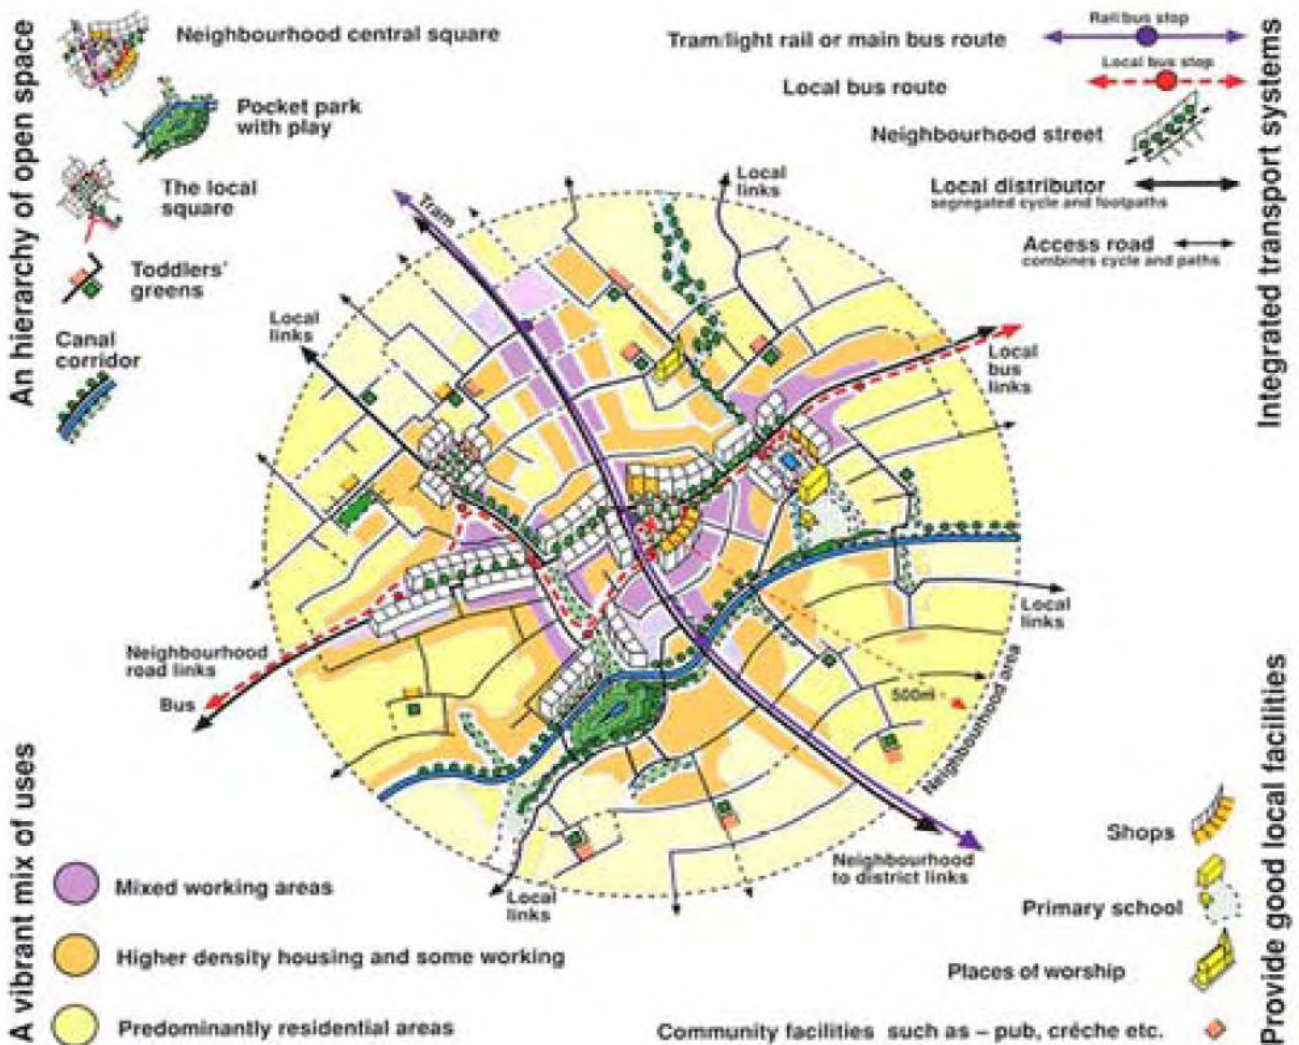 An hierarchy of open space
Neighbourhood central square
Pocket park
with play
The local
square
Toddlers'
greens
Canal
corridor
Integrated transport systems
Rail/bus stop
Tram/light rail or main bus route
Local bus stop
Local bus route
Neighbourhood street
Local distributor
segregated cycle and footpaths
Access road
combines cycle and paths
Tram
Local
links
Local
links
Local
bus
links
Local
links
Neighbourhood
road links
Bus
500m
Neighbourhood area
Neighbourhood
to district links
Local
links
A vibrant mix of uses
Mixed working areas
Higher density housing and some working
Predominantly residential areas
Provide good local facilities
Shops
Primary school
Places of worship
Community facilities such as – pub, créche etc.